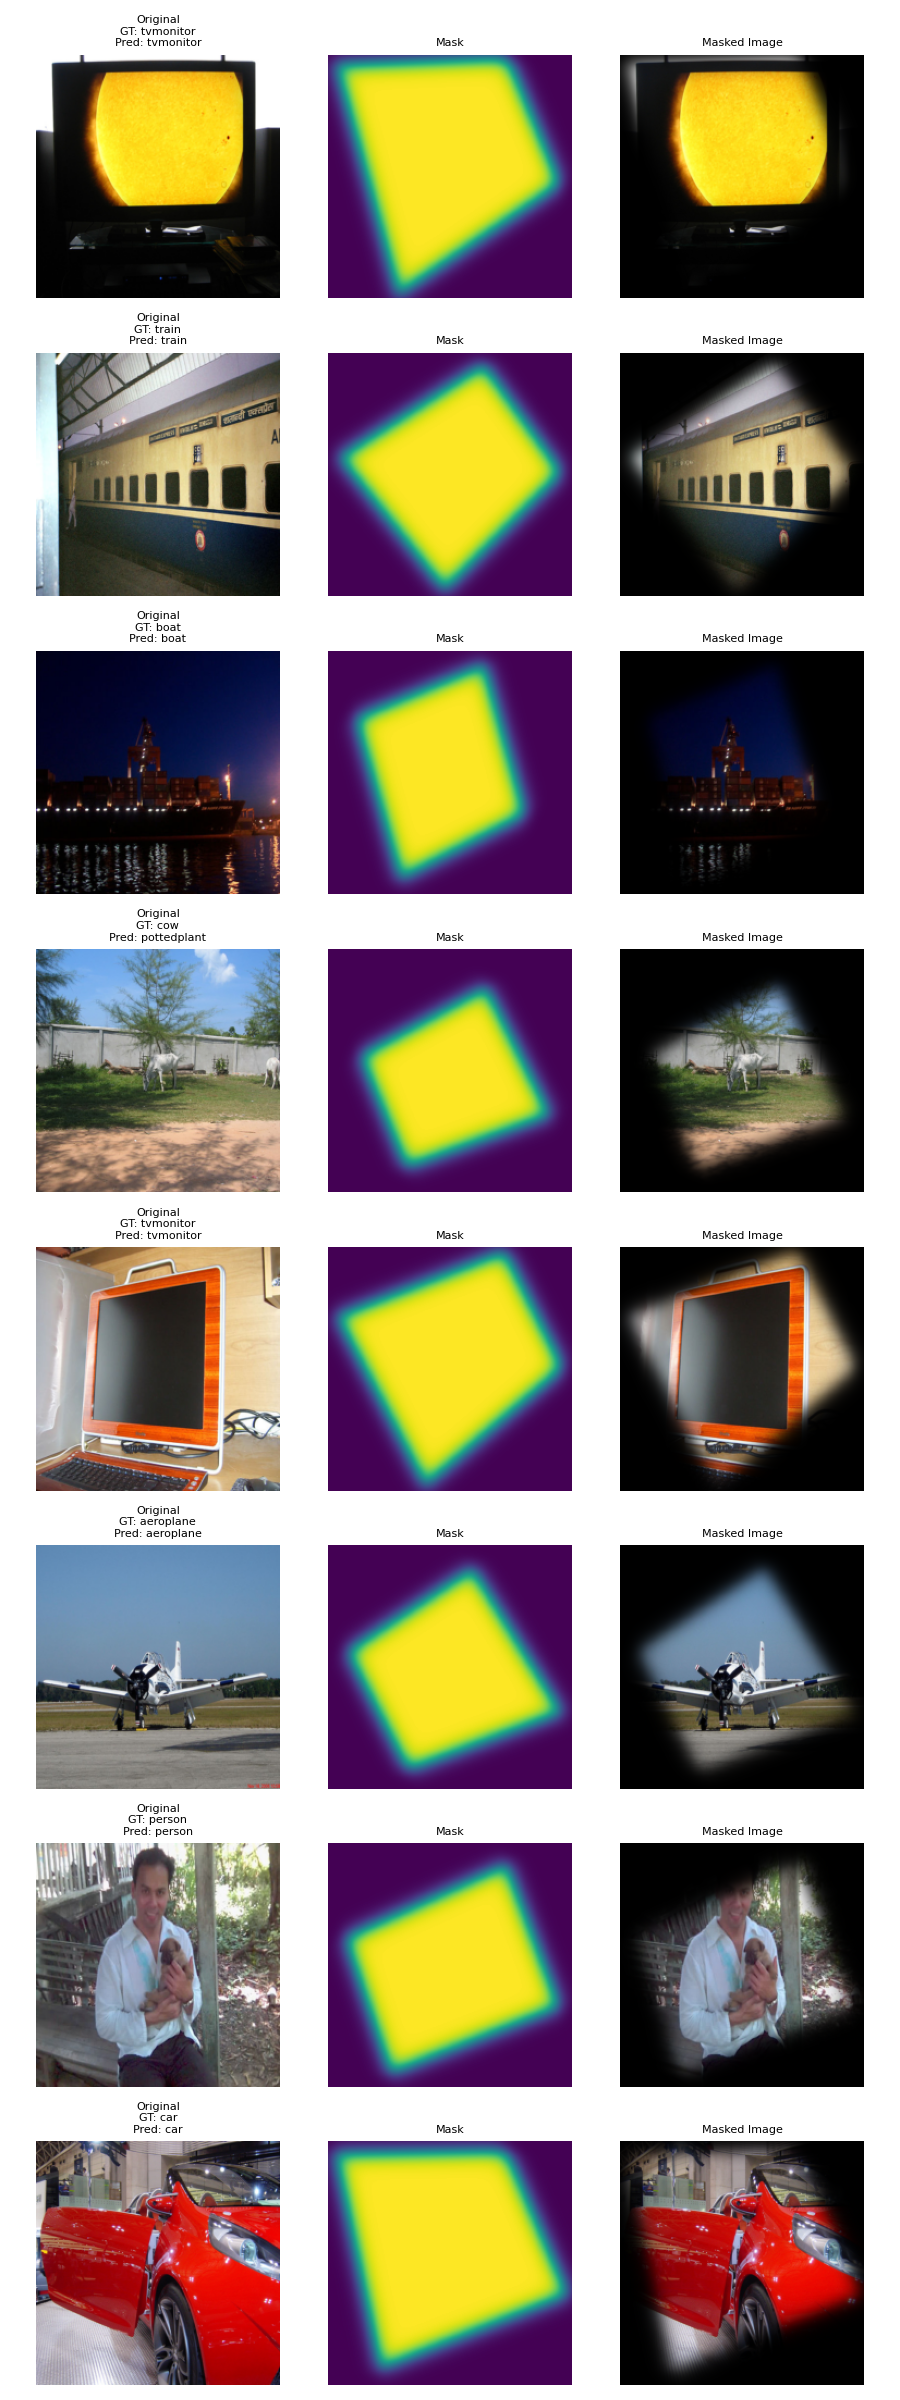 Original
GT: tvmonitor
Pred: tvmonitor
Mask
Masked Image
Original
GT: train
Pred: train
Mask
Masked Image
Original
GT: boat
Pred: boat
Mask
Masked Image
Original
GT: cow
Pred: pottedplant
Mask
Masked Image
Original
GT: tvmonitor
Pred: tvmonitor
Mask
Masked Image
Original
GT: aeroplane
Pred: aeroplane
Mask
Masked Image
Original
GT: person
Pred: person
Mask
Masked Image
Original
GT: car
Pred: car
Mask
Masked Image